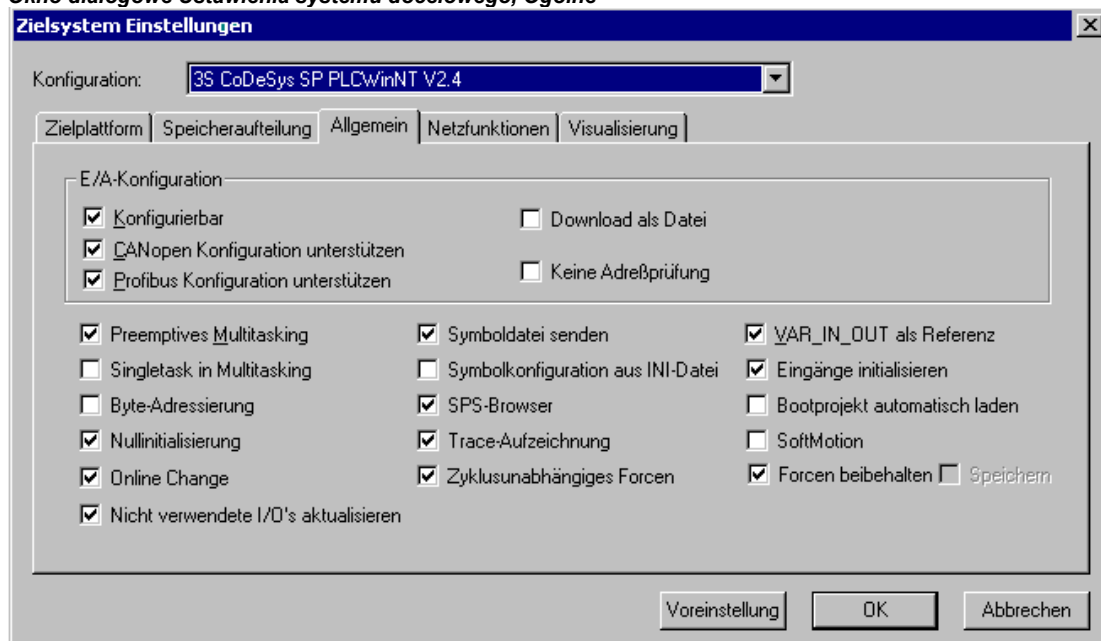 Okno dialogowe Ustawienia systemu docelowego, Ogólne
Zielsystem Einstellungen
Konfiguration: 3S CoDeSys SP PLCWinNT V2.4
Zielplattform Speicheraufteilung Allgemein Netzfunktionen Visualisierung
E/A-Konfiguration
Konfigurierbar Download als Datei
CANopen Konfiguration unterstützen
Profibus Konfiguration unterstützen Keine Adreßprüfung
Preemptives Multitasking Symboldatei senden VAR_IN_OUT als Referenz
Singletask in Multitasking Symbolkonfiguration aus INI-Datei Eingänge initialisieren
Byte-Adressierung SPS-Browser Bootprojekt automatisch laden
Nullinitialisierung Trace-Aufzeichnung SoftMotion
Online Change Zyklusunabhängiges Forcen Forcen beibehalten Speichern
Nicht verwendete I/O's aktualisieren
Voreinstellung OK Abbrechen